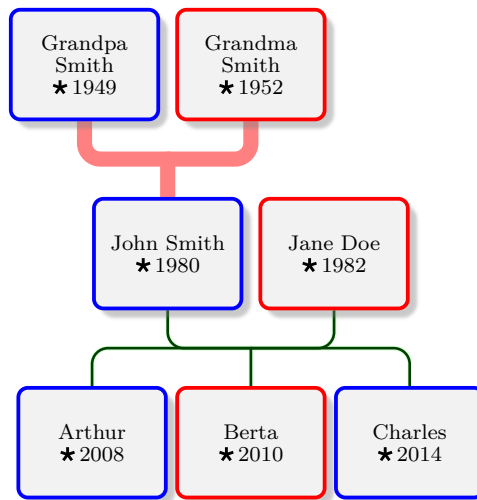 Grandpa
Smith
★1949
Grandma
Smith
★1952
John Smith
★1980
Jane Doe
★1982
Arthur
★2008
Berta
★2010
Charles
★2014